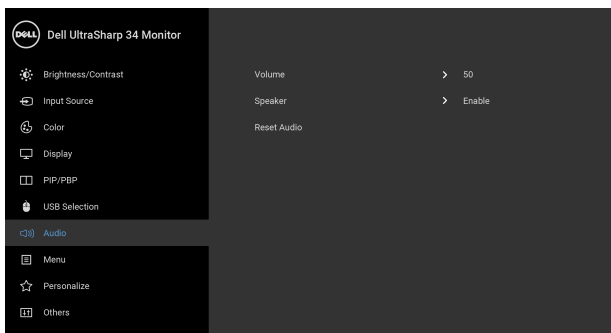 DELL Dell UltraSharp 34 Monitor
Brightness/Contrast
Volume 50
Input Source
Speaker Enable
Color
Reset Audio
Display
PIP/PBP
USB Selection
Audio
Menu
Personalize
Others